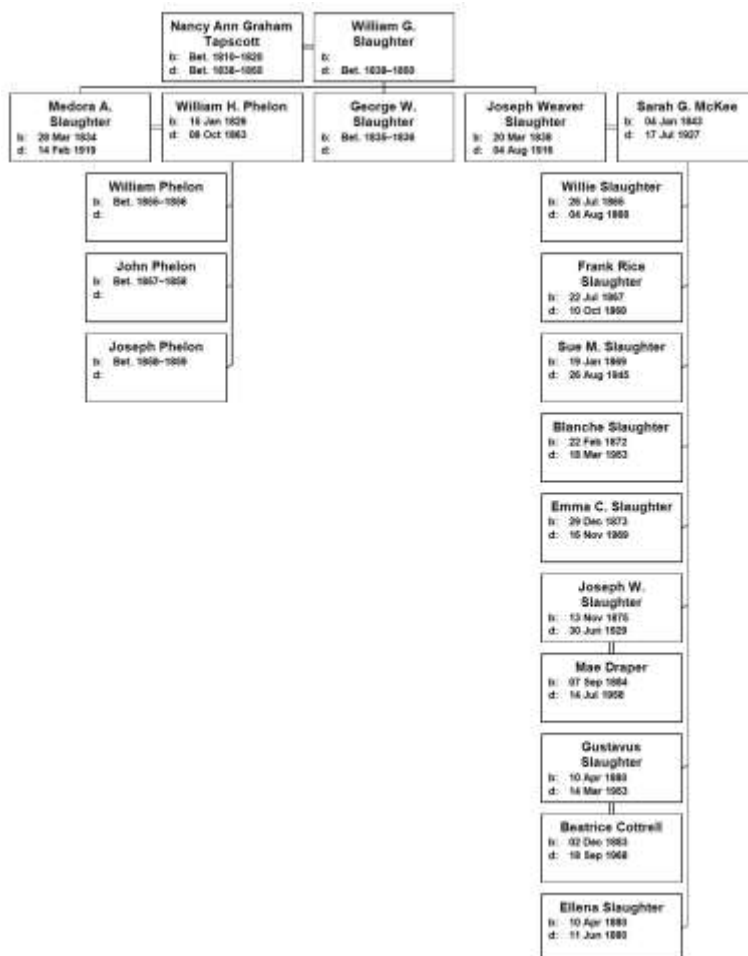 Nancy Ann Graham
Tapscott
b: Bet. 1810–1820
d: Bet. 1838–1850
William G.
Slaughter
b:
d: Bet. 1838–1850
Medora A.
Slaughter
b: 28 Mar 1834
d: 14 Feb 1919
William H. Phelon
b: 15 Jan 1829
d: 08 Oct 1863
George W.
Slaughter
b: Bet. 1835–1836
d:
Joseph Weaver
Slaughter
b: 20 Mar 1838
d: 04 Aug 1916
Sarah G. McKee
b: 04 Jan 1843
d: 17 Jul 1927
William Phelon
b: Bet. 1855–1856
d:
John Phelon
b: Bet. 1857–1858
d:
Joseph Phelon
b: Bet. 1858–1859
d:
Willie Slaughter
b: 26 Jul 1865
d: 04 Aug
Frank Rice
Slaughter
b: 22 Jul 1867
d: 10 Oct
Sue M. Slaughter
b: 19 Jan 1869
d: 26 Aug 1945
Blanche Slaughter
b: 22 Feb 1872
d: 18 Mar 1953
Emma C. Slaughter
b: 29 Dec 1873
d: 16 Nov 1969
Joseph W.
Slaughter
b: 13 Nov 1875
d: 30 Jun 1929
Mae Draper
b: 07 Sep 1884
d: 14 Jul 1958
Gustavus
Slaughter
b: 10 Apr 1880
d: 14 Mar 1953
Beatrice Cottrell
b: 02 Dec 1883
d: 18 Sep 1968
Ellena Slaughter
b: 10 Apr 1880
d: 11 Jun 1880